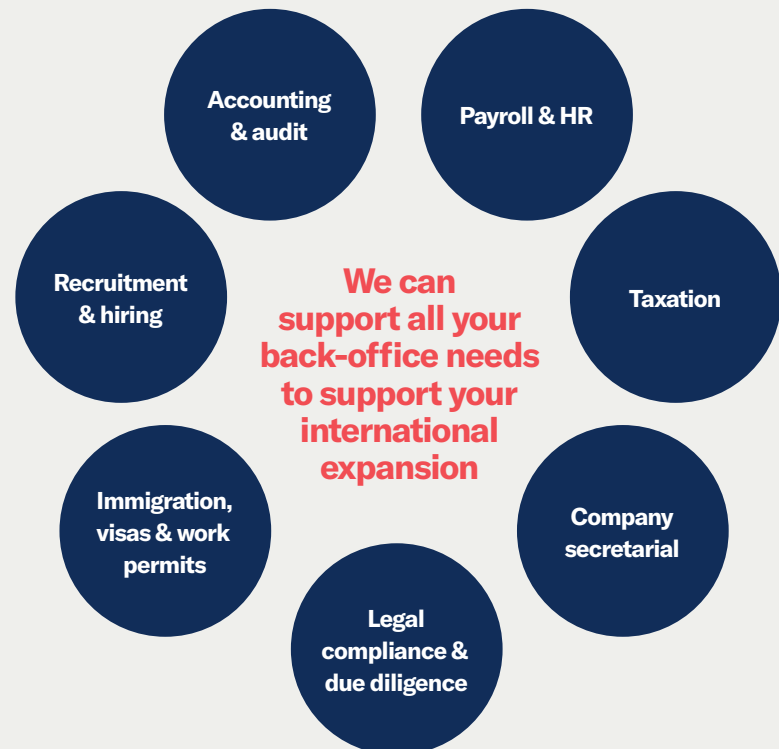 Accounting
& audit
Payroll & HR
Recruitment
& hiring
We can
support all your
back-office needs
to support your
international
expansion
Taxation
Immigration,
visas & work
permits
Company
secretarial
Legal
compliance &
due diligence